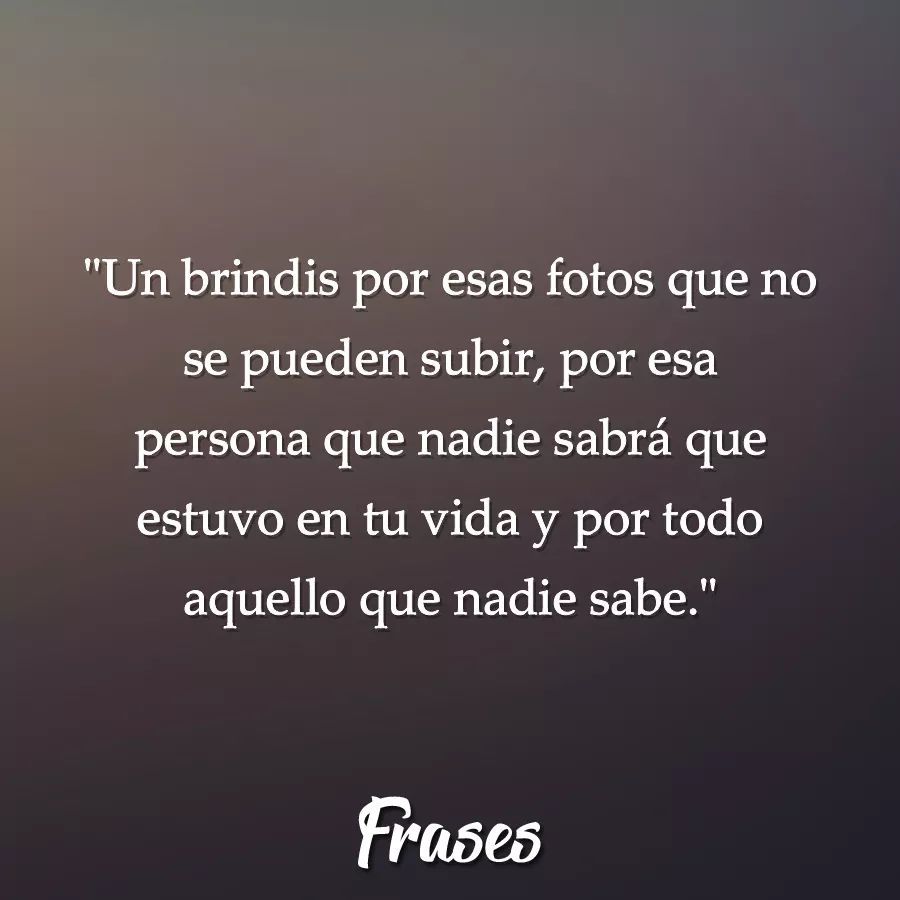 "Un brindis por esas fotos que no
se pueden subir, por esa
persona que nadie sabrá que
estuvo en tu vida y por todo
aquello que nadie sabe."
Frases